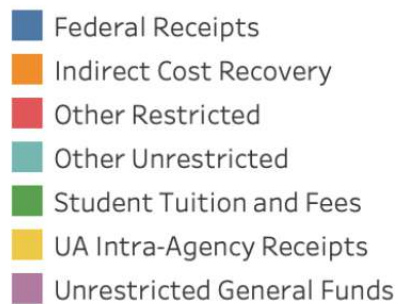 Federal Receipts
Indirect Cost Recovery
Other Restricted
Other Unrestricted
Student Tuition and Fees
UA Intra-Agency Receipts
Unrestricted General Funds